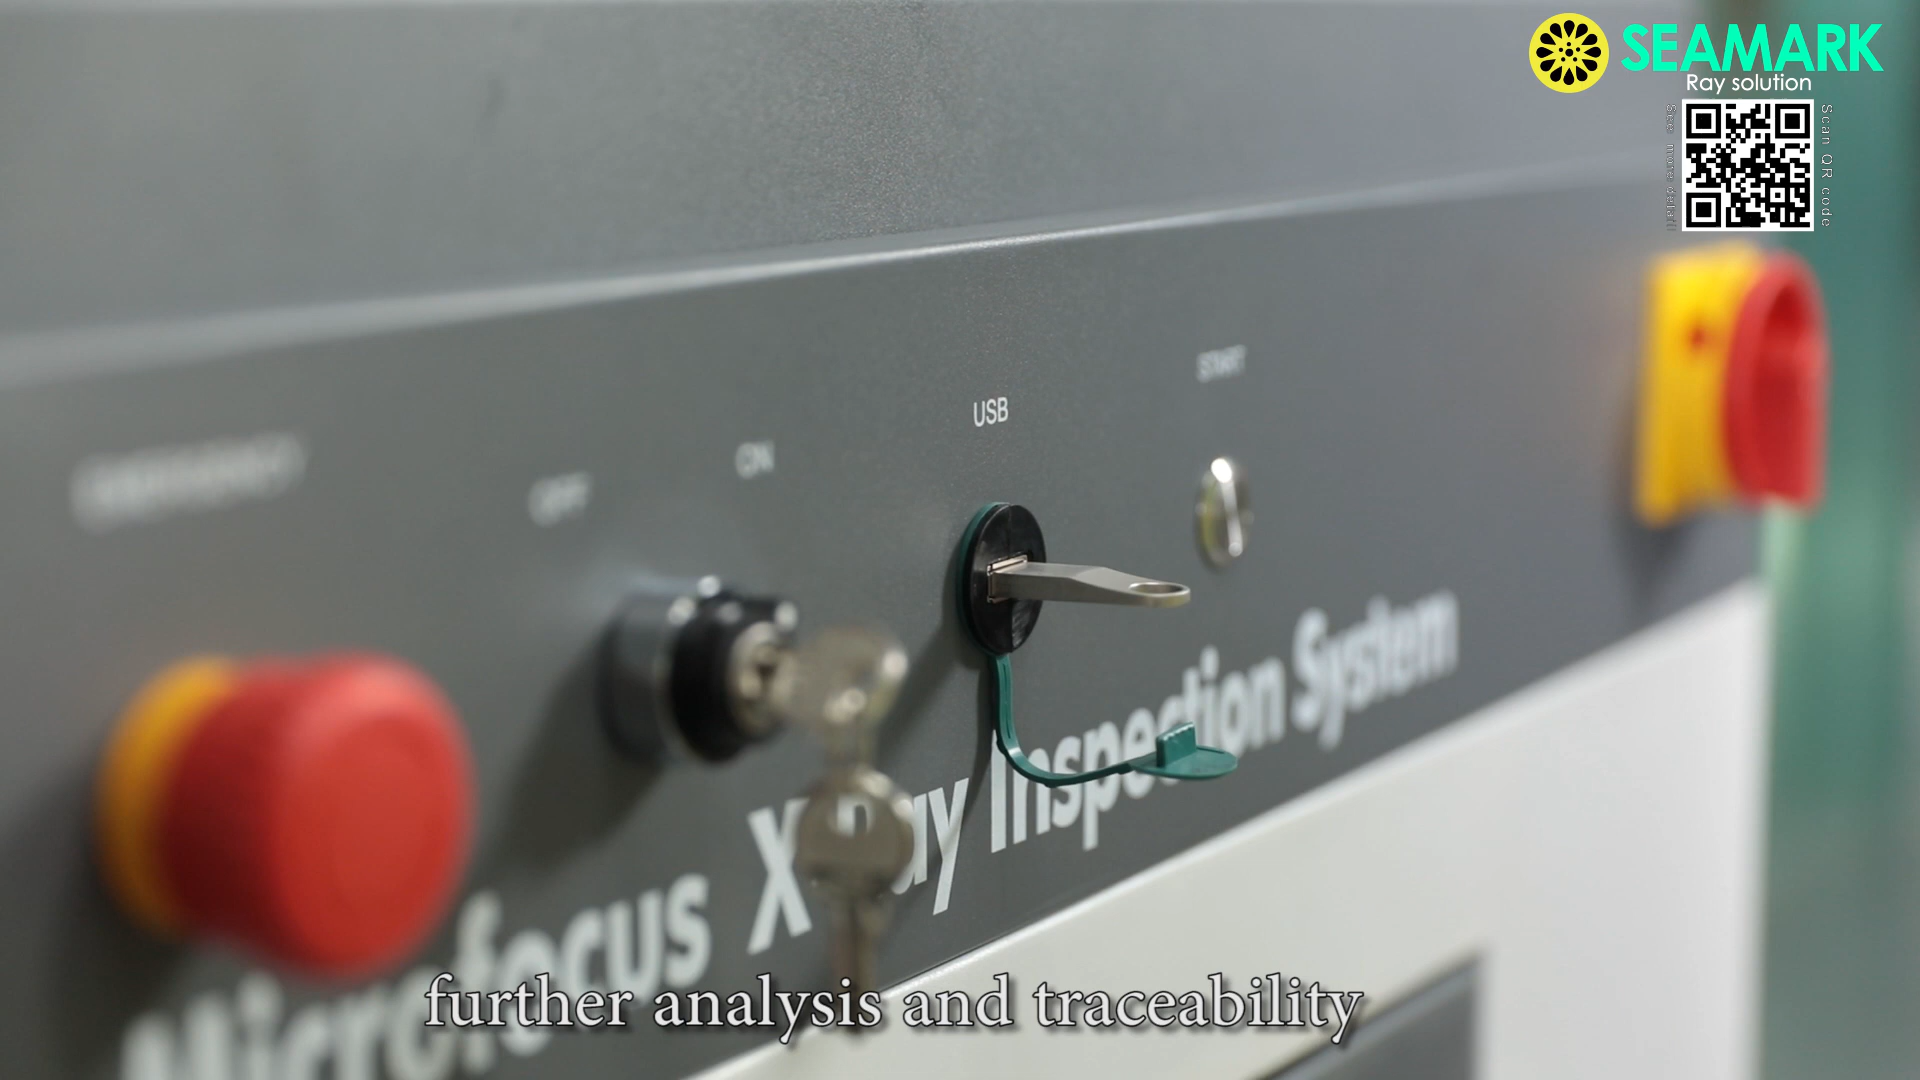 SEAMARK
Ray solution
See more detail
Scan QR code
START
USB
ON
OFF
EMERGENCY
Microfocus X-Ray Inspection System
further analysis and traceability